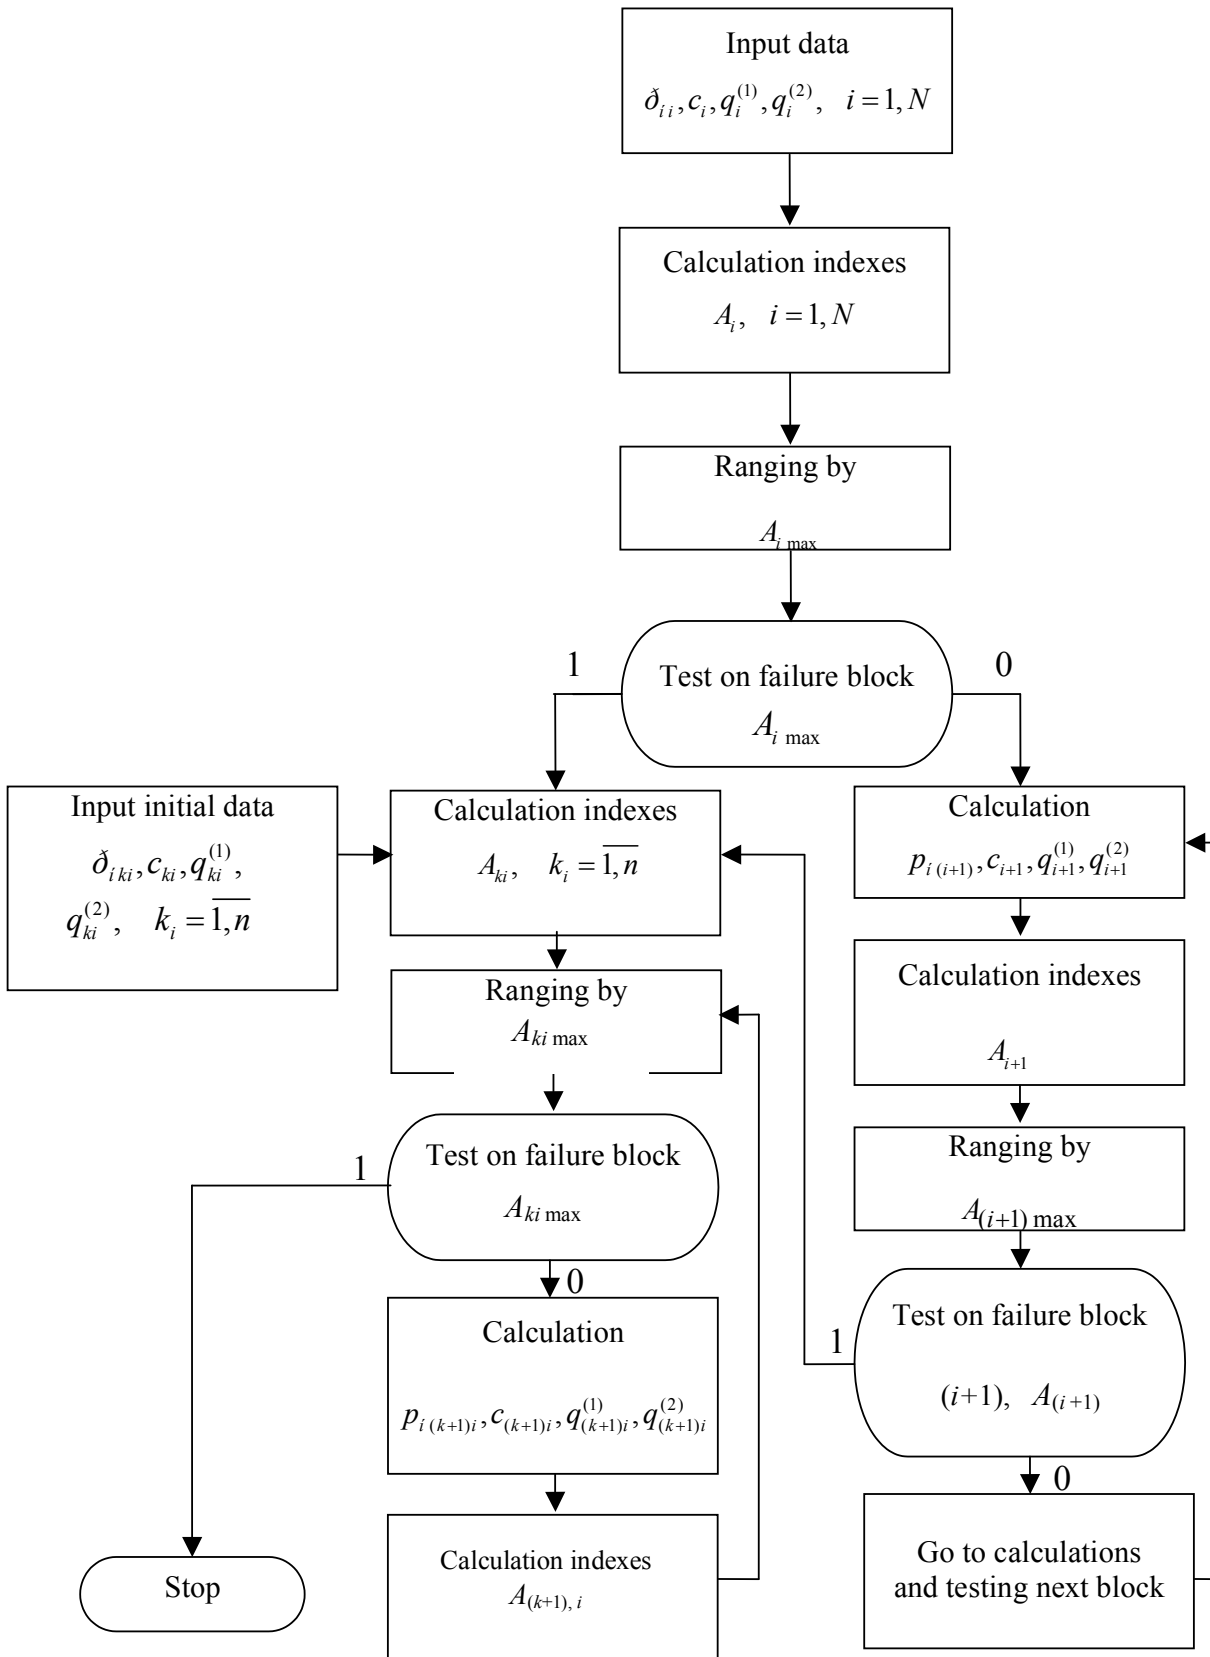 Input data
ð_{í i}, c_i, q_i^{(1)}, q_i^{(2)}, i = 1, N
Calculation indexes
A_i, i = 1, N
Ranging by
A_{i max}
Test on failure block
A_{i max}
1
0
Input initial data
ð_{í ki}, c_{ki}, q_{ki}^{(1)},
q_{ki}^{(2)}, k_i = \overline{1, n}
Calculation indexes
A_{ki}, k_i = \overline{1, n}
Ranging by
A_{ki max}
Test on failure block
A_{ki max}
1
0
Calculation
p_{í (k+1)i}, c_{(k+1)i}, q_{(k+1)i}^{(1)}, q_{(k+1)i}^{(2)}
Calculation indexes
A_{(k+1), i}
Stop
Calculation
p_{í (i+1)}, c_{i+1}, q_{i+1}^{(1)}, q_{i+1}^{(2)}
Calculation indexes
A_{i+1}
Ranging by
A_{(i+1) max}
Test on failure block
(i+1), A_{(i+1)}
1
0
Go to calculations
and testing next block